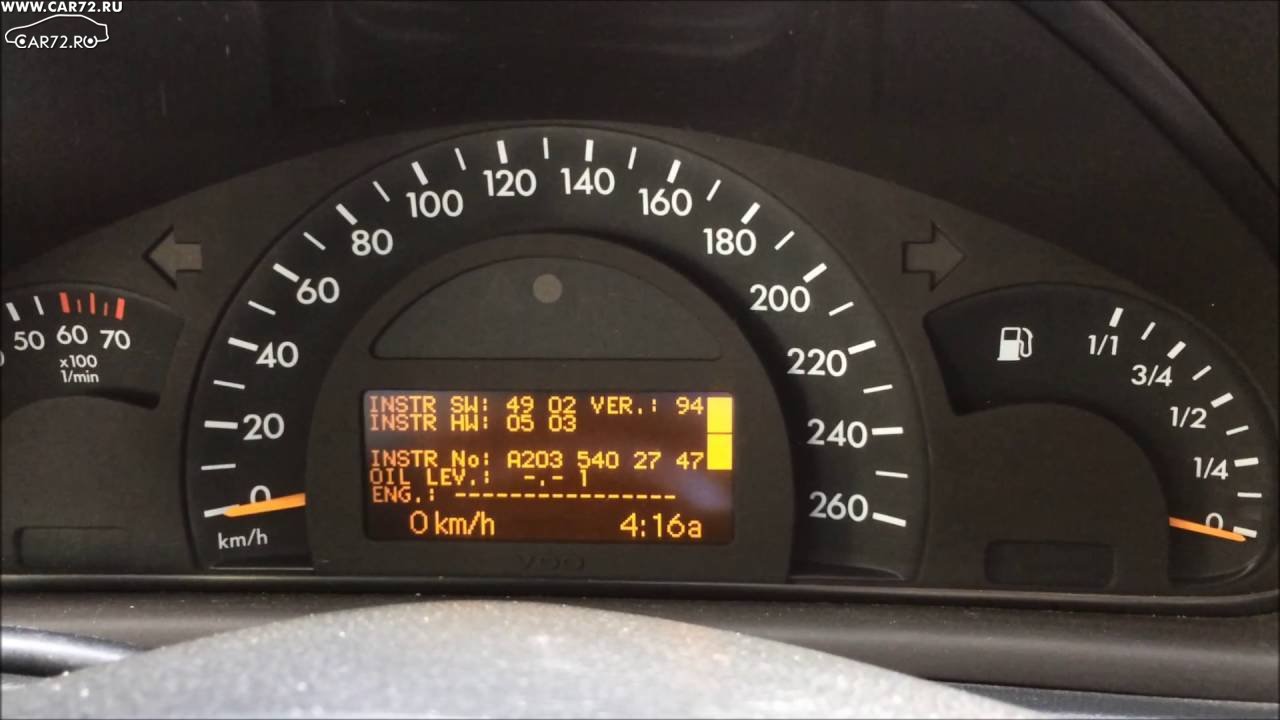 WWW.CAR72.RU
CAR72.RU
20
40
60
80
100
120
140
160
180
200
220
240
260
0
km/h
50 60 70
x100
1/min
1/1
3/4
1/2
1/4
0
INSTR SW: 49 02 VER.: 94
INSTR HW: 05 03
INSTR No: A203 540 27 47
OIL LEV.: -.- l
ENG.: ----------------
0 km/h 4:16a
VDO